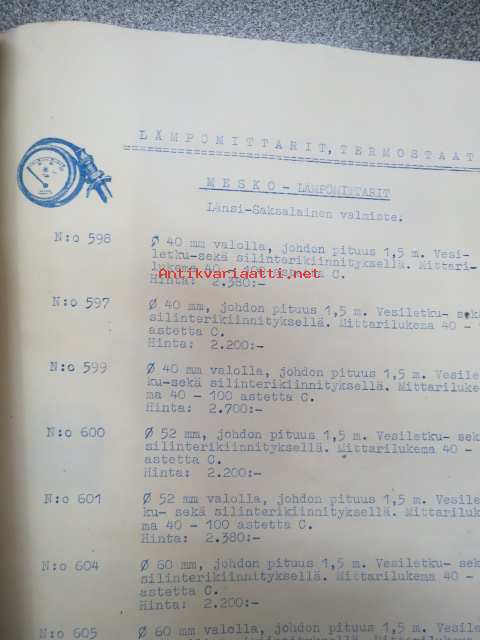 LÄMPOMITTARIT, TERMOSTAAT
MESKO - LÄMPÖMITTARIT
Länsi-Saksalainen valmiste.
N:o 598 Ø 40 mm valolla, johdon pituus 1,5 m. Vesi-
letku-sekä silinterikiinnityksellä. Mittari-
lukema 40 - 100 astetta C.
Hinta: 2.380:-
Antikvariaatti.net
N:o 597 Ø 40 mm, johdon pituus 1,5 m. Vesiletku- sekä
silinterikiinnityksellä. Mittarilukema 40 -
astetta C.
Hinta: 2.200:-
N:o 599 Ø 40 mm valolla, johdon pituus 1,5 m. Vesile
ku-sekä silinterikiinnityksellä. Mittariluke
ma 40 - 100 astetta C.
Hinta: 2.700:-
N:o 600 Ø 52 mm, johdon pituus 1,5 m. Vesiletku- sek
silinterikiinnityksellä. Mittarilukema 40 -
astetta C.
Hinta: 2.200:-
N:o 601 Ø 52 mm valolla, johdon pituus 1,5 m. Vesile
ku- sekä silinterikiinnityksellä. Mittariluk
ma 40 - 100 astetta C.
Hinta: 2.380:-
N:o 604 Ø 60 mm, johdon pituus 1,5 m. Vesiletku- sek
silinterikiinnityksellä. Mittarilukema 40 -
astetta C.
Hinta: 2.200:-
N:o 605 Ø 60 mm valolla, johdon pituus 1,5 m. Vesile